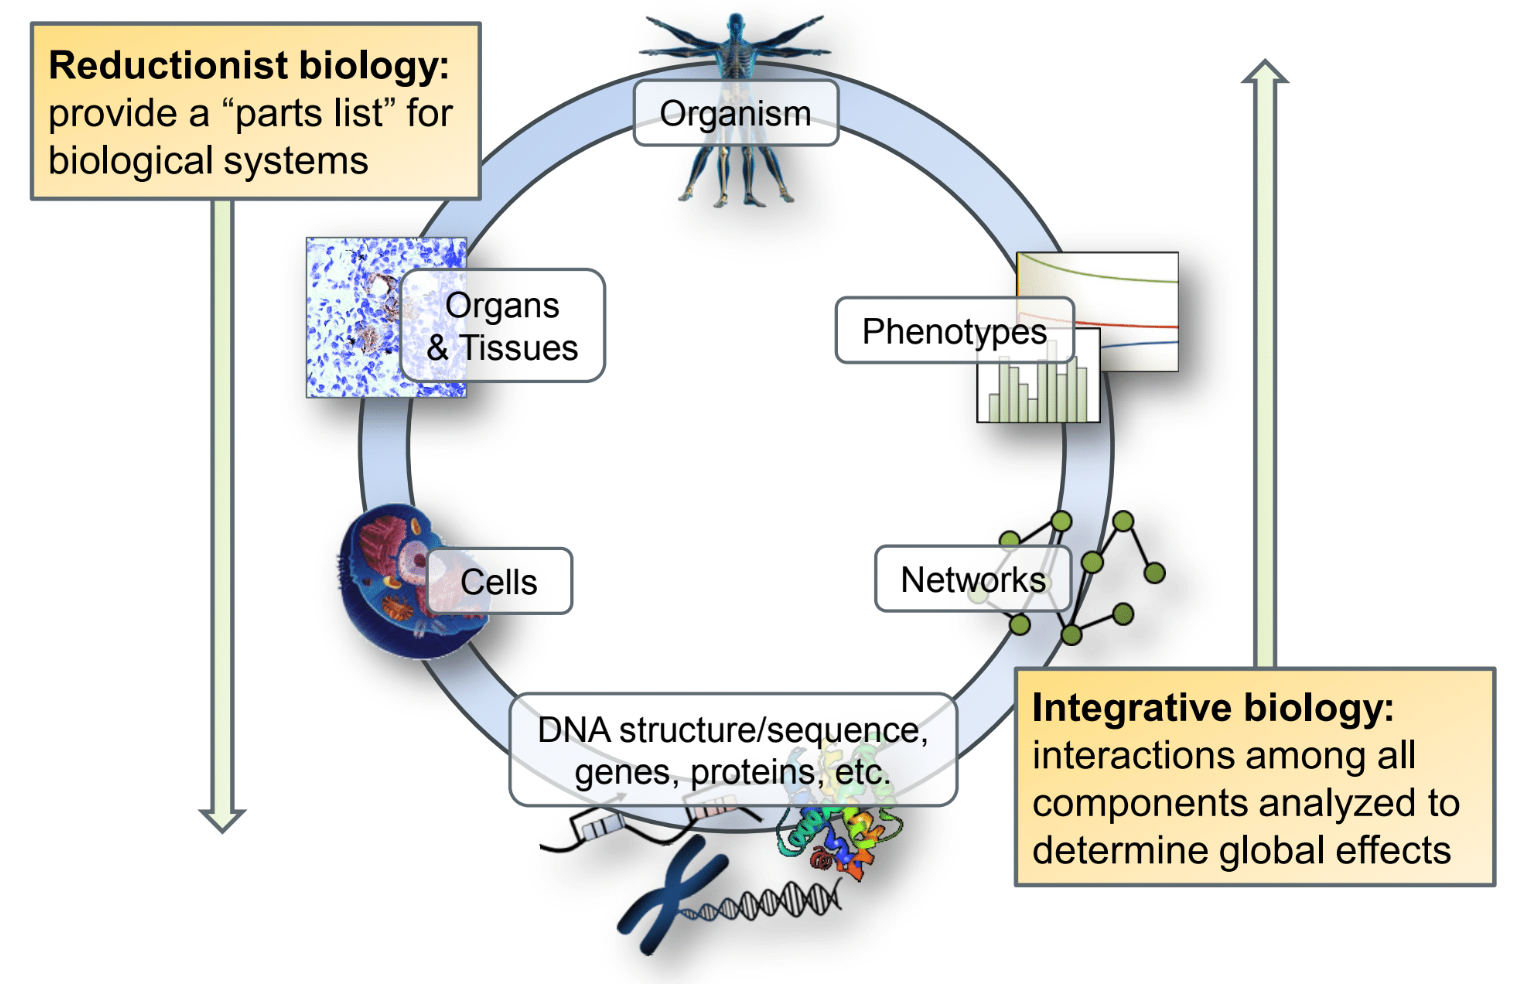 Reductionist biology:
provide a “parts list” for
biological systems
Organism
Organs
& Tissues
Phenotypes
Cells
Networks
DNA structure/sequence,
genes, proteins, etc.
Integrative biology:
interactions among all
components analyzed to
determine global effects